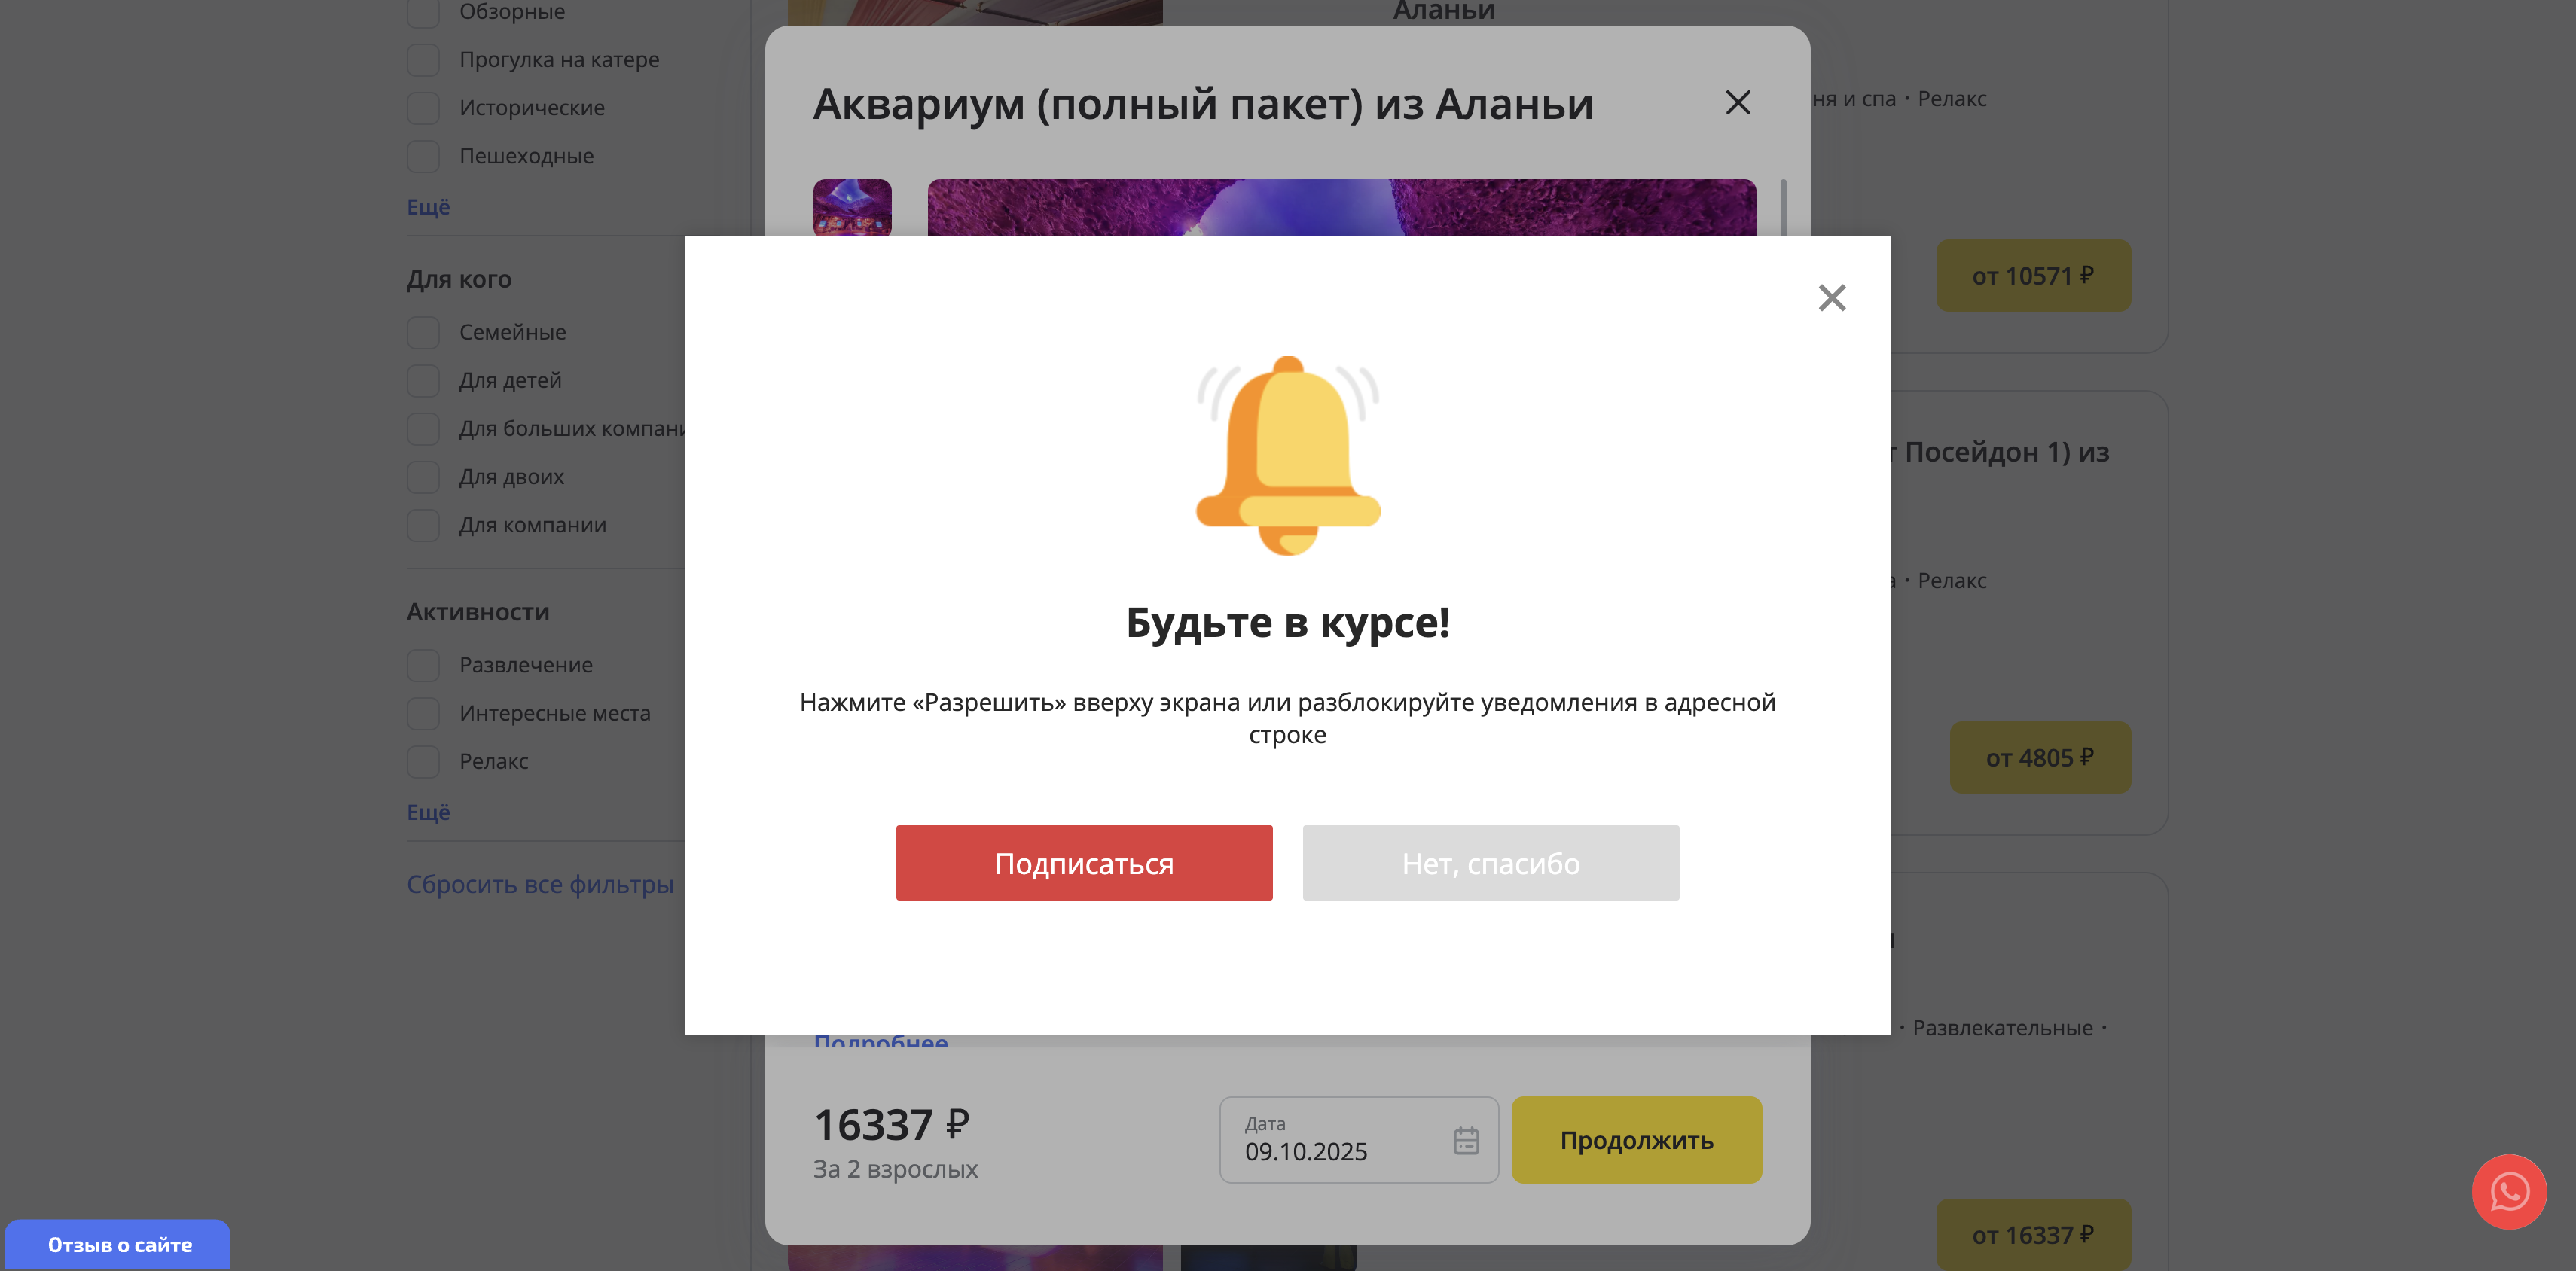 Обзорные
Прогулка на катере
Исторические
Пешеходные
Ещё
Для кого
Семейные
Для детей
Для больших
Для двоих
Для компании
Активности
Развлечение
Интересные места
Релакс
Ещё
Сбросить все фильтры
Отзыв о сайте
Аланьи
Аквариум (полный пакет) из Аланьи
Будьте в курсе!
Нажмите «Разрешить» вверху экрана или разблокируйте уведомления в адресной
строке
Подписаться
Нет, спасибо
Подробнее
16337 ₽
За 2 взрослых
Дата
09.10.2025
Продолжить
и спа · Релакс
от 10571 ₽
Посейдон 1) из
· Релакс
от 4805 ₽
· Развлекательные ·
от 16337 ₽